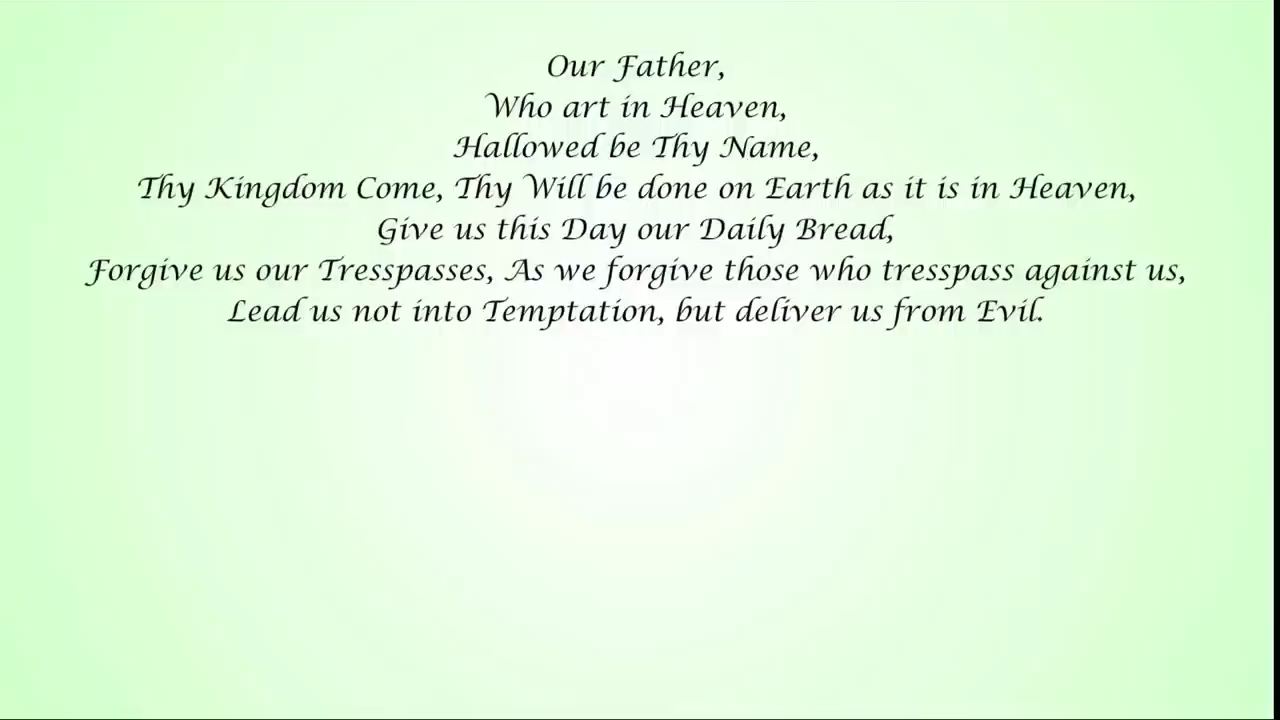 Our Father,
Who art in Heaven,
Hallowed be Thy Name,
Thy Kingdom Come, Thy Will be done on Earth as it is in Heaven,
Give us this Day our Daily Bread,
Forgive us our Tresspasses, As we forgive those who tresspass against us,
Lead us not into Temptation, but deliver us from Evil.